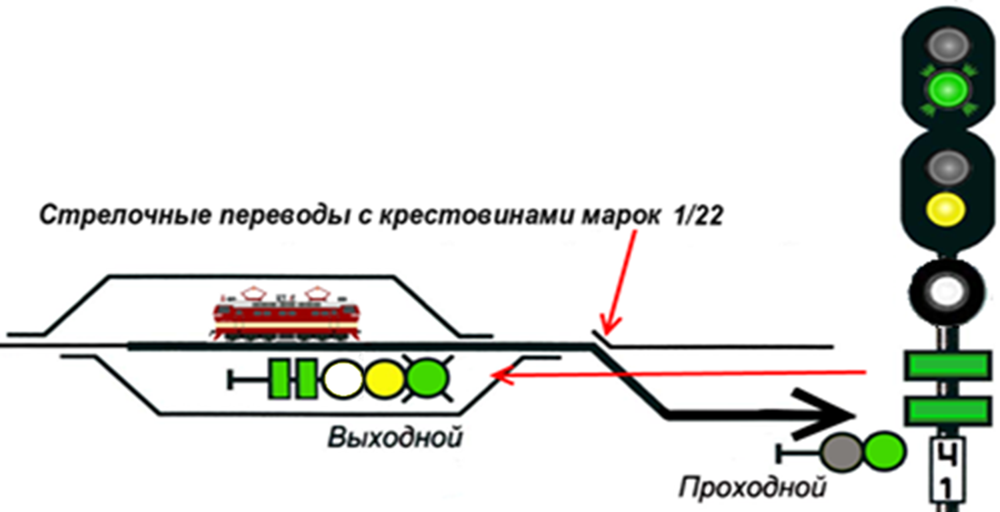 Стрелочные переводы с крестовинами марок 1/22
Выходной
Проходной
Ч
1